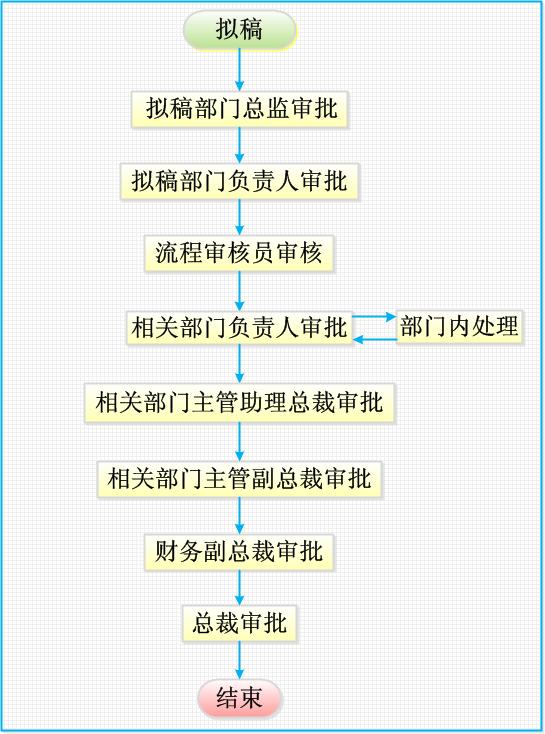 拟稿
拟稿部门总监审批
拟稿部门负责人审批
流程审核员审核
相关部门负责人审批
部门内处理
相关部门主管助理总裁审批
相关部门主管副总裁审批
财务副总裁审批
总裁审批
结束